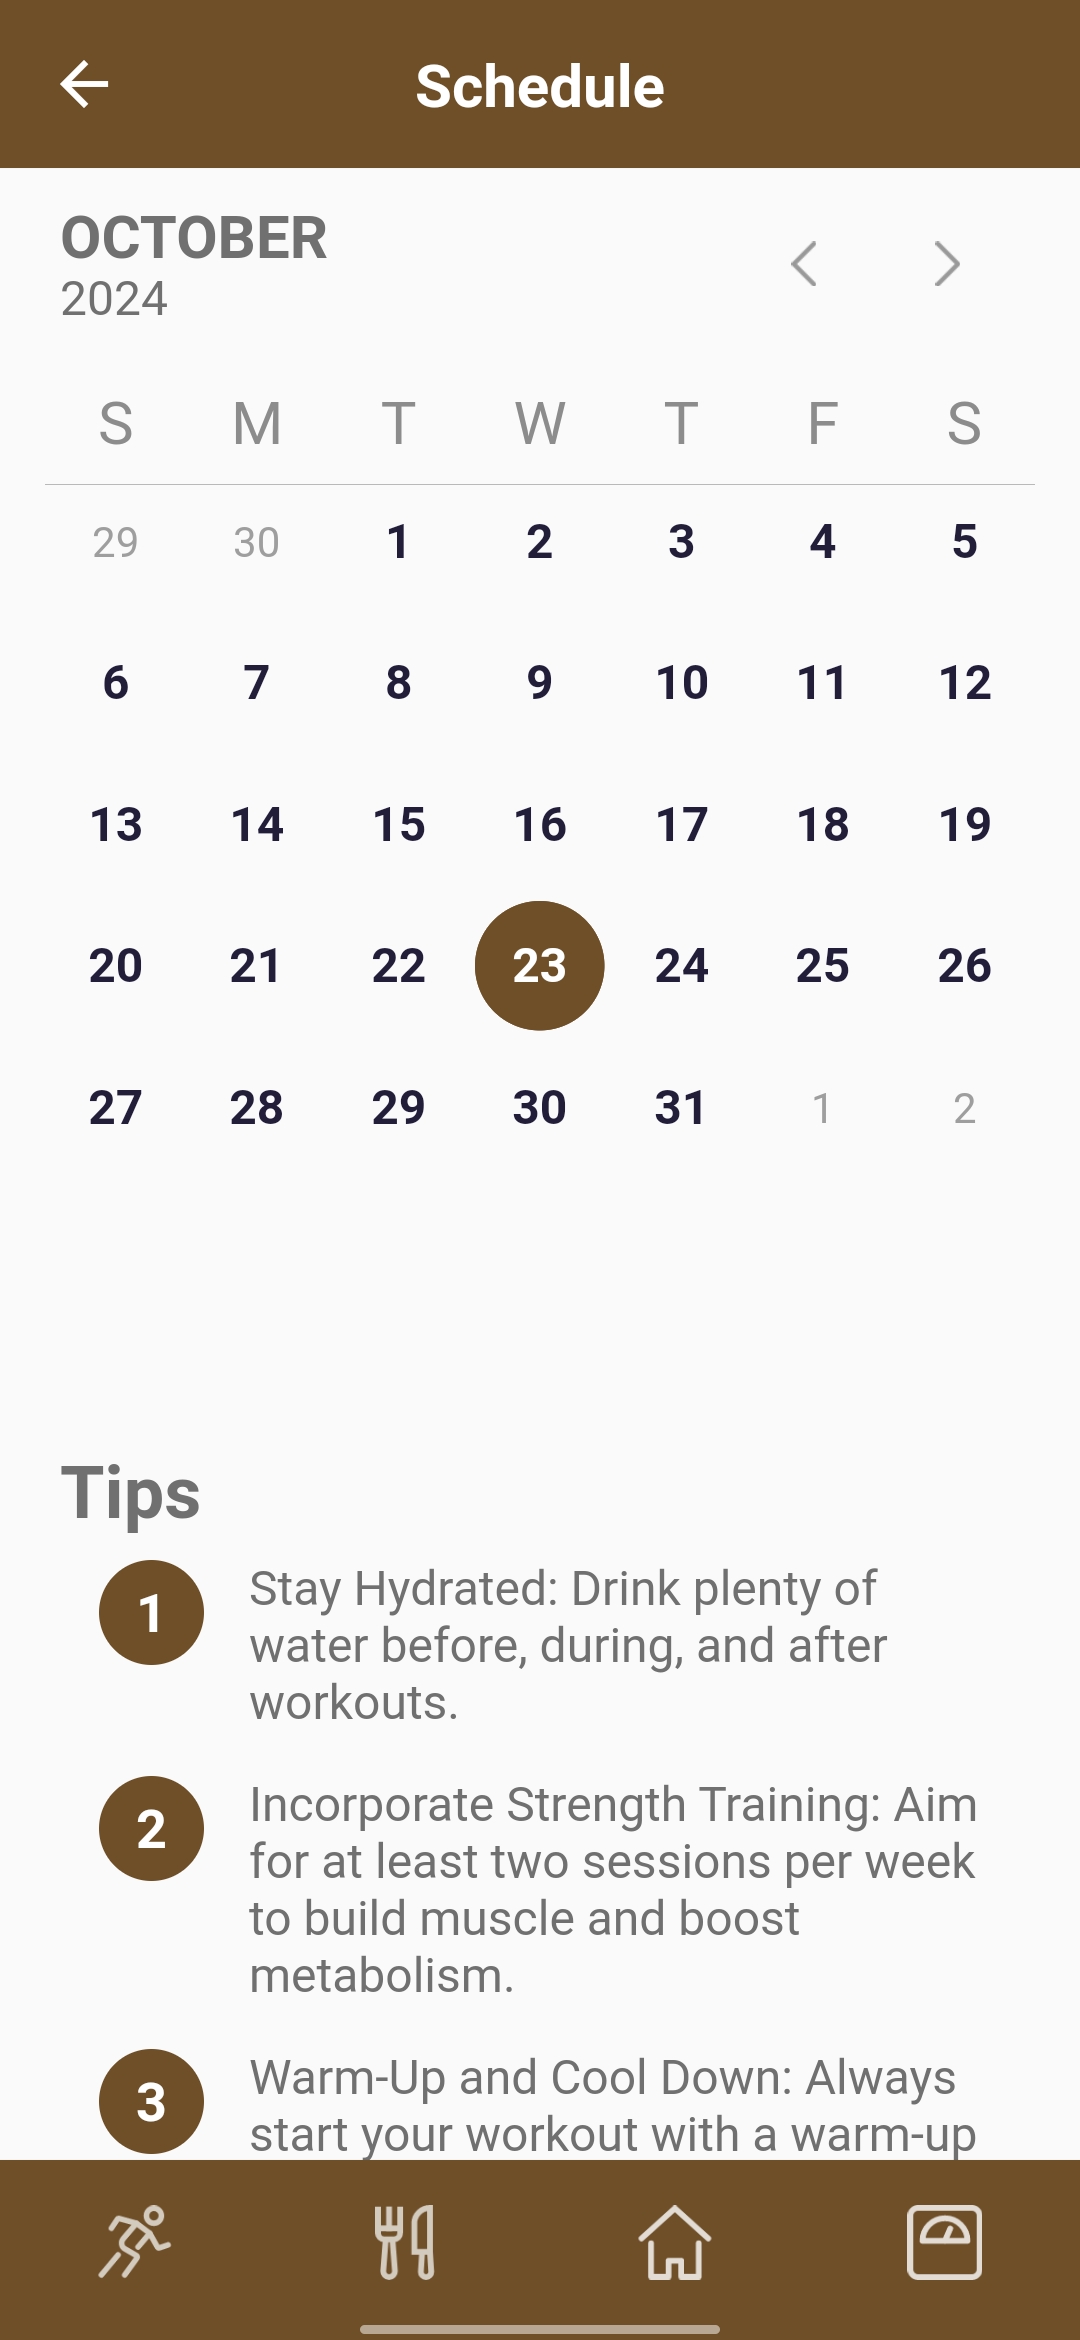 Schedule
OCTOBER
2024
S M T W T F S
29 30 1 2 3 4 5
6 7 8 9 10 11 12
13 14 15 16 17 18 19
20 21 22 23 24 25 26
27 28 29 30 31 1 2
Tips
1 Stay Hydrated: Drink plenty of
water before, during, and after
workouts.
2 Incorporate Strength Training: Aim
for at least two sessions per week
to build muscle and boost
metabolism.
3 Warm-Up and Cool Down: Always
start your workout with a warm-up